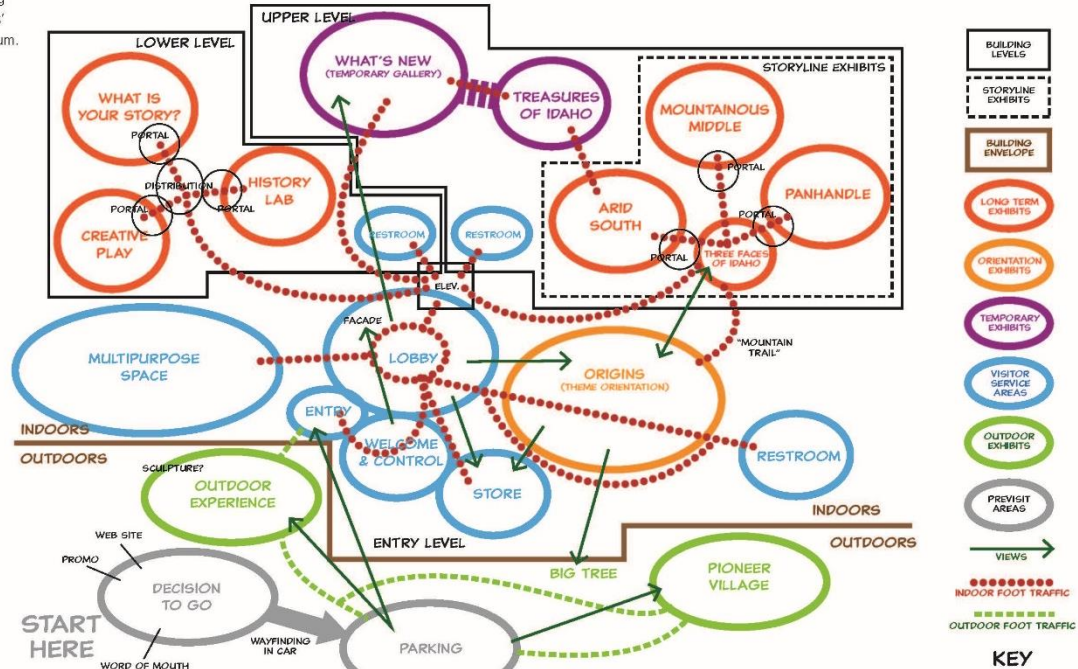 um.
LOWER LEVEL
UPPER LEVEL
WHAT IS
YOUR STORY?
PORTAL
DISTRIBUTION
HISTORY
LAB
PORTAL
PORTAL
CREATIVE
PLAY
WHAT'S NEW
(TEMPORARY GALLERY)
TREASURES
OF IDAHO
STORYLINE EXHIBITS
MOUNTAINOUS
MIDDLE
PORTAL
PANHANDLE
PORTAL
ARID
SOUTH
PORTAL
THREE FACES
OF IDAHO
RESTROOM
RESTROOM
ELEV.
FACADE
LOBBY
MULTIPURPOSE
SPACE
ORIGINS
(THEME ORIENTATION)
"MOUNTAIN
TRAIL"
ENTRY
WELCOME
& CONTROL
STORE
RESTROOM
INDOORS
OUTDOORS
SCULPTURE?
OUTDOOR
EXPERIENCE
INDOORS
OUTDOORS
ENTRY LEVEL
BIG TREE
PIONEER
VILLAGE
WEB SITE
PROMO
DECISION
TO GO
START
HERE
WORD OF MOUTH
WAYFINDING
IN CAR
PARKING
BUILDING
LEVELS
STORYLINE
EXHIBITS
BUILDING
ENVELOPE
LONG TERM
EXHIBITS
ORIENTATION
EXHIBITS
TEMPORARY
EXHIBITS
VISITOR
SERVICE
AREAS
OUTDOOR
EXHIBITS
PREVISIT
AREAS
VIEWS
INDOOR FOOT TRAFFIC
OUTDOOR FOOT TRAFFIC
KEY